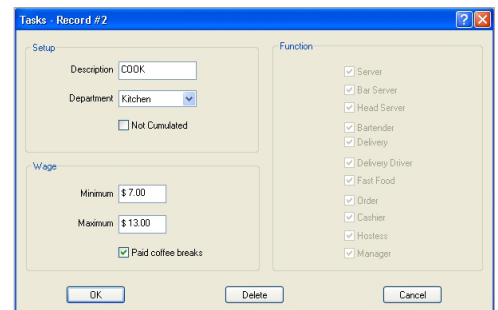 Tasks - Record #2
Setup
Description COOK
Department Kitchen
Not Cumulated
Wage
Minimum $ 7.00
Maximum $ 13.00
Paid coffee breaks
Function
Server
Bar Server
Head Server
Bartender
Delivery
Delivery Driver
Fast Food
Order
Cashier
Hostess
Manager
OK Delete Cancel